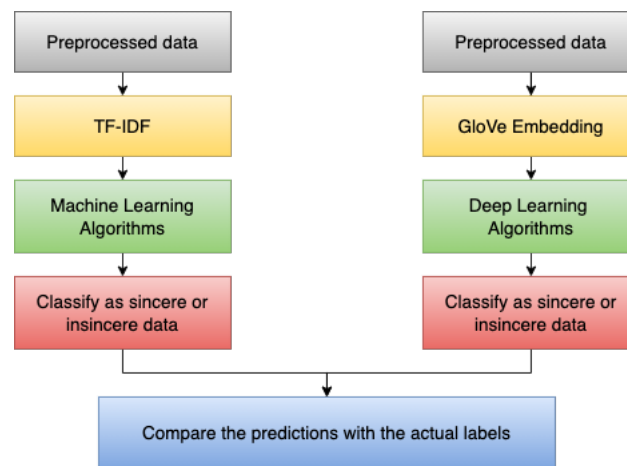 Preprocessed data
Preprocessed data
TF-IDF
GloVe Embedding
Machine Learning
Algorithms
Deep Learning
Algorithms
Classify as sincere or
insincere data
Classify as sincere or
insincere data
Compare the predictions with the actual labels